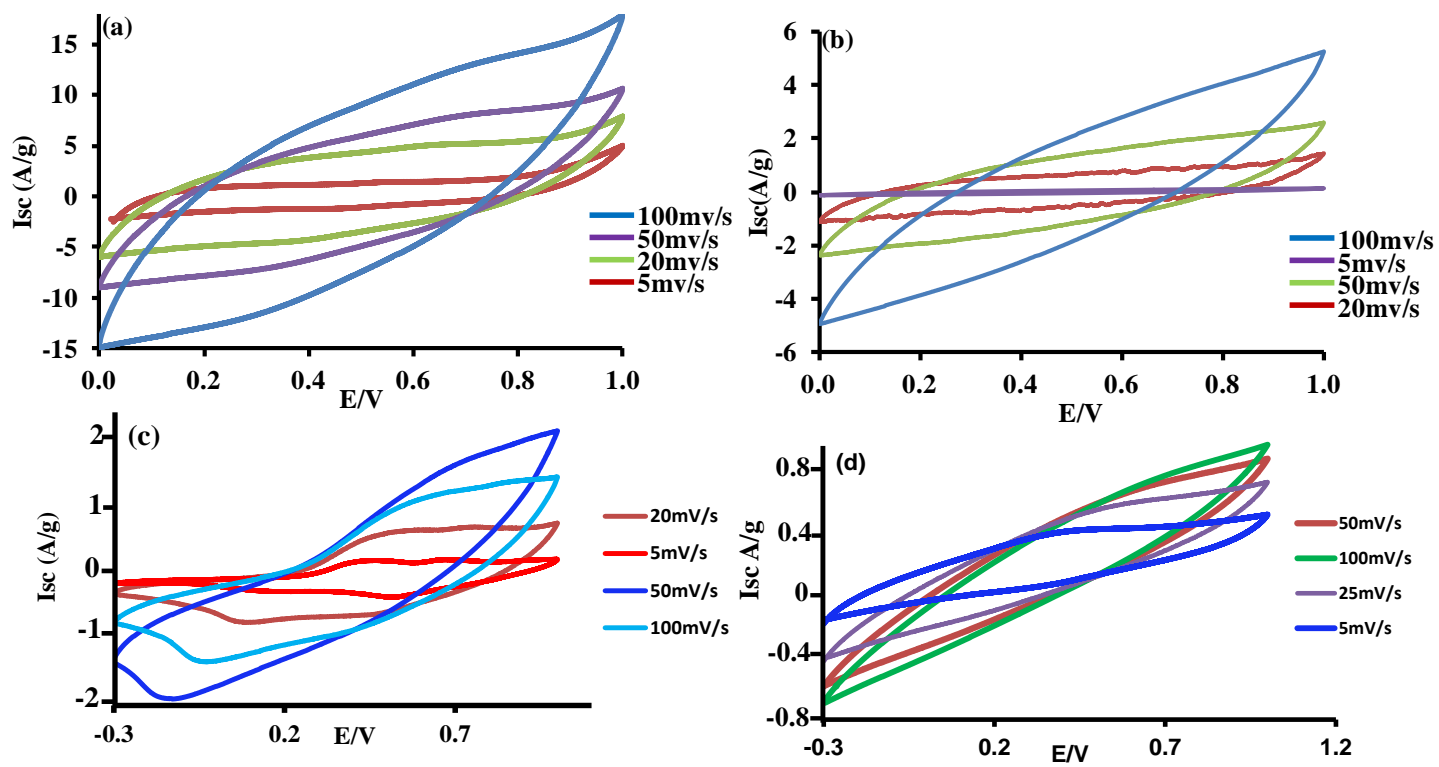 (a)
15
10
5
0
-5
-10
-15
Isc (A/g)
0.0 0.2 0.4 0.6 0.8 1.0
E/V
100mv/s
50mv/s
20mv/s
5mv/s
(b)
6
4
2
0
-2
-4
-6
Isc(A/g)
0.0 0.2 0.4 0.6 0.8 1.0
E/V
100mv/s
5mv/s
50mv/s
20mv/s
(c)
2
1
0
-1
-2
Isc (A/g)
-0.3 0.2 0.7
E/V
20mV/s
5mV/s
50mV/s
100mV/s
(d)
0.8
0.4
0
-0.4
-0.8
Isc A/g
-0.3 0.2 0.7 1.2
E/V
50mV/s
100mV/s
25mV/s
5mV/s